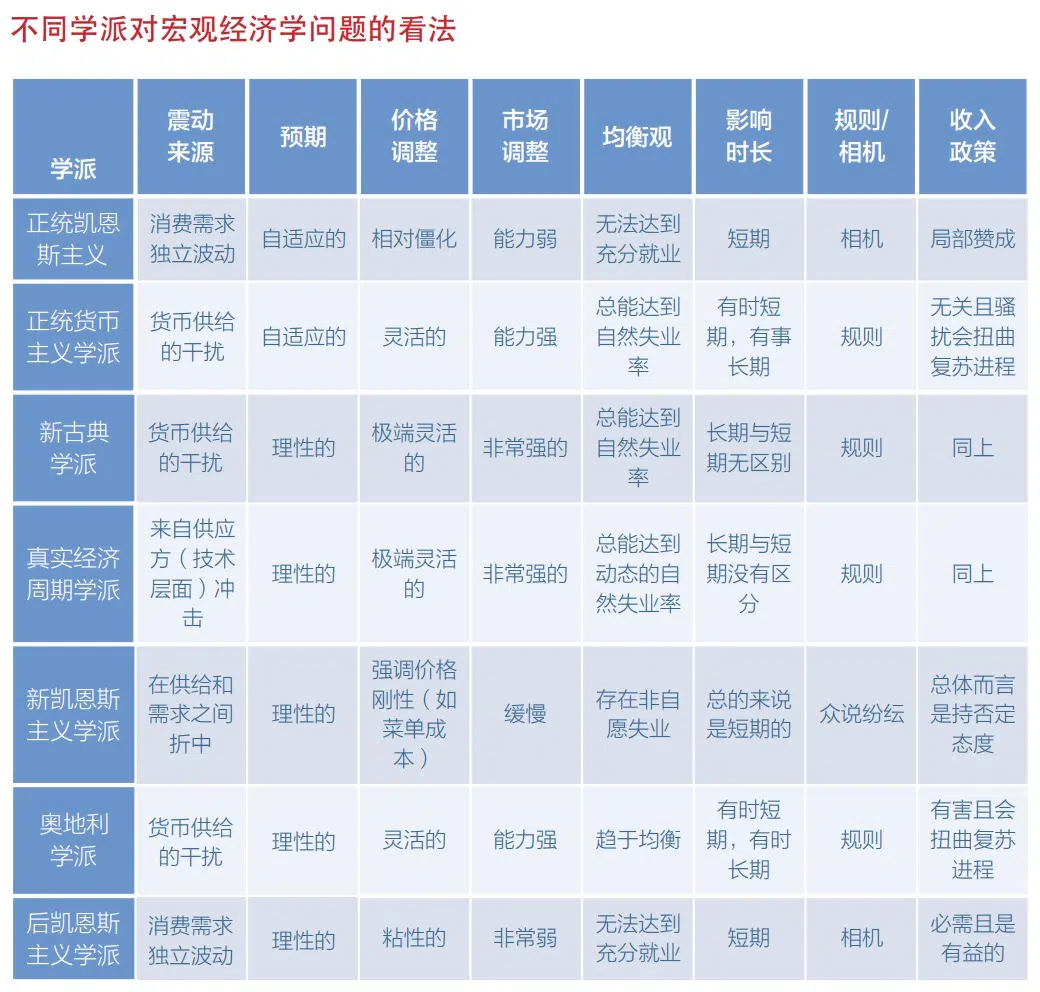 不同学派对宏观经济学问题的看法
学派
震动
来源
预期
价格
调整
市场
调整
均衡观
影响
时长
规则/
相机
收入
政策
正统凯恩
斯主义
消费需求
独立波动
自适应的
相对僵化
能力弱
无法达到
充分就业
短期
相机
局部赞成
正统货币
主义学派
货币供给
的干扰
自适应的
灵活的
能力强
总能达到
自然失业
率
有时短
期，有事
长期
规则
无关且骚
扰会扭曲
复苏进程
新古典
学派
货币供给
的干扰
理性的
极端灵活
的
非常强的
总能达到
自然失业
率
长期与短
期无区别
规则
同上
真实经济
周期学派
来自供应
方（技术
层面）冲
击
理性的
极端灵活
的
非常强的
总能达到
动态的自
然失业率
长期与短
期没有区
分
规则
同上
新凯恩斯
主义学派
在供给和
需求之间
折中
理性的
强调价格
刚性（如
菜单成
本）
缓慢
存在非自
愿失业
总的来说
是短期的
众说纷纭
总体而言
是持否定
态度
奥地利
学派
货币供给
的干扰
理性的
灵活的
能力强
趋于均衡
有时短
期，有时
长期
规则
有害且会
扭曲复苏
进程
后凯恩斯
主义学派
消费需求
独立波动
理性的
粘性的
非常弱
无法达到
充分就业
短期
相机
必需且是
有益的